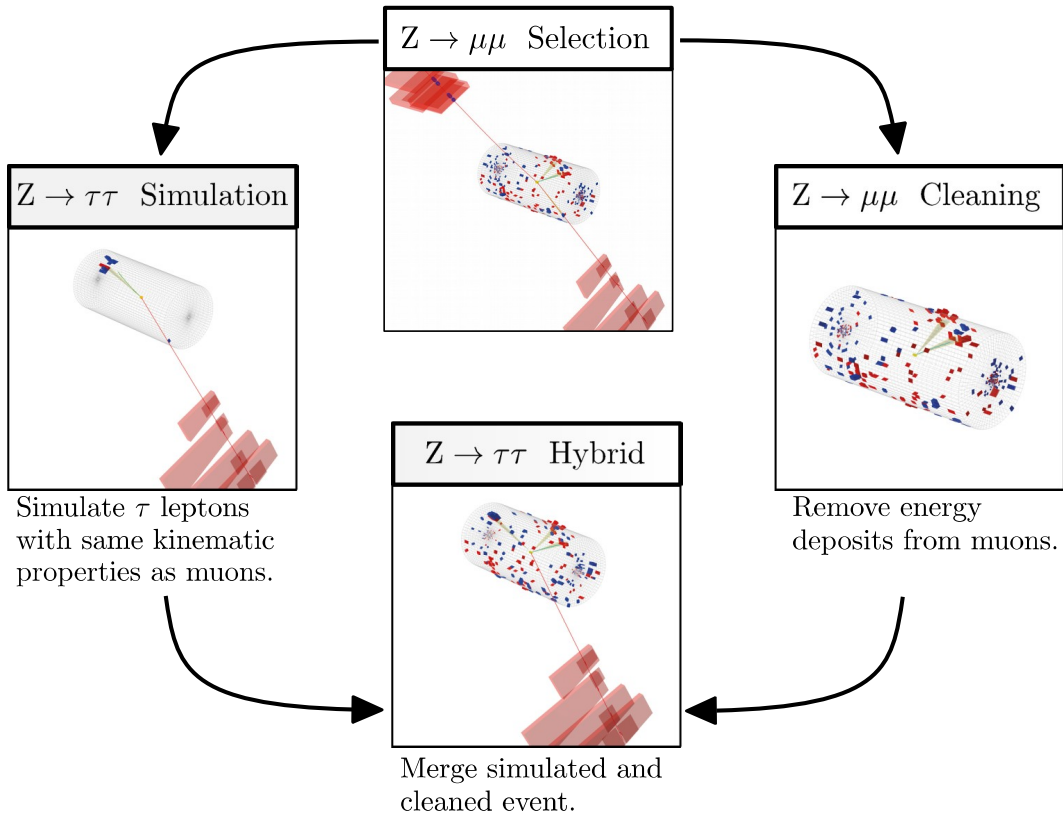 Z → μμ Selection
Z → ττ Simulation
Z → μμ Cleaning
Simulate τ leptons
with same kinematic
properties as muons.
Remove energy
deposits from muons.
Z → ττ Hybrid
Merge simulated and
cleaned event.